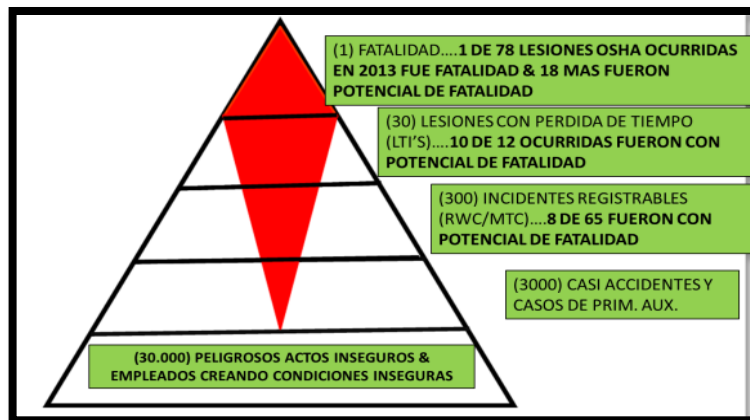 (1) FATALIDAD....1 DE 78 LESIONES OSHA OCURRIDAS
EN 2013 FUE FATALIDAD & 18 MAS FUERON
POTENCIAL DE FATALIDAD
(30) LESIONES CON PERDIDA DE TIEMPO
(LTI'S)....10 DE 12 OCURRIDAS FUERON CON
POTENCIAL DE FATALIDAD
(300) INCIDENTES REGISTRABLES
(RWC/MTC)....8 DE 65 FUERON CON
POTENCIAL DE FATALIDAD
(3000) CASI ACCIDENTES Y
CASOS DE PRIM. AUX.
(30.000) PELIGROSOS ACTOS INSEGUROS &
EMPLEADOS CREANDO CONDICIONES INSEGURAS